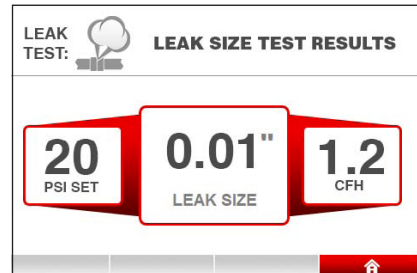 LEAK
TEST:
LEAK SIZE TEST RESULTS
20
PSI SET
0.01"
LEAK SIZE
1.2
CFH